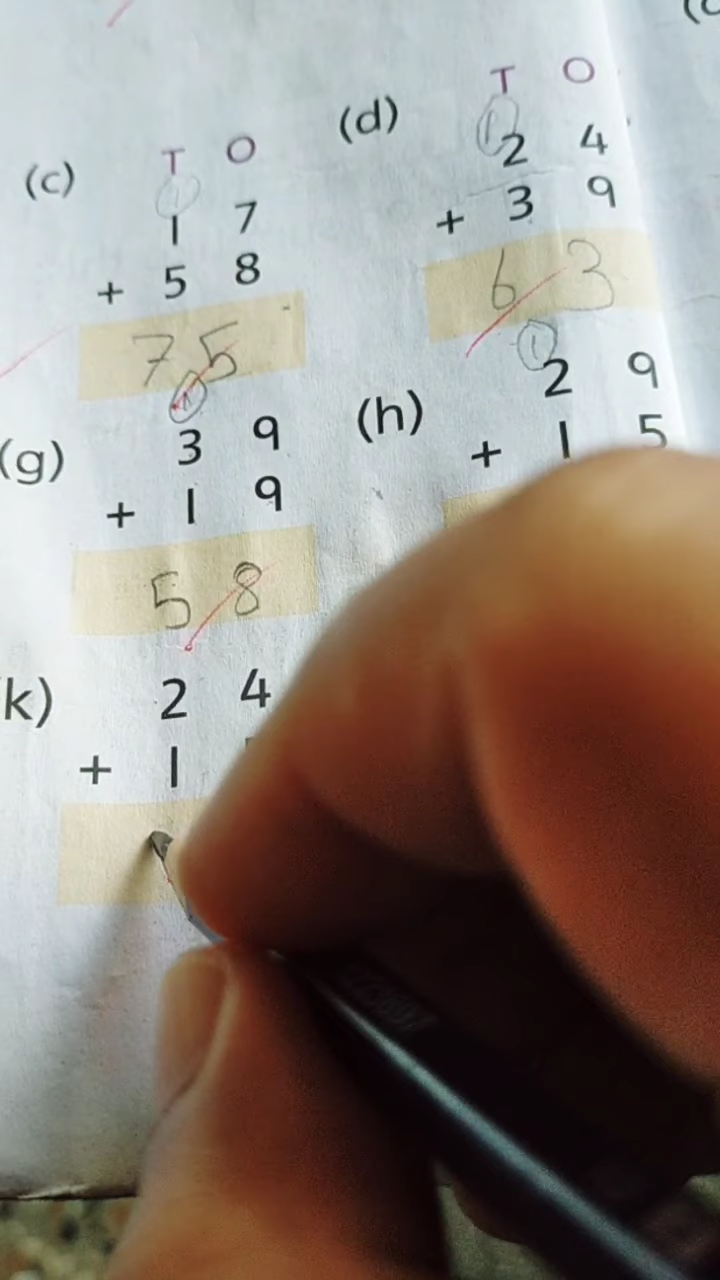 (c) T O
①
1 7
+ 5 8
7 5
(d) T O
①
2 4
+ 3 9
6 3
(g) ①
3 9
+ 1 9
5 8
(h) ①
2 9
+ 1 5
k) 2 4
+ 1